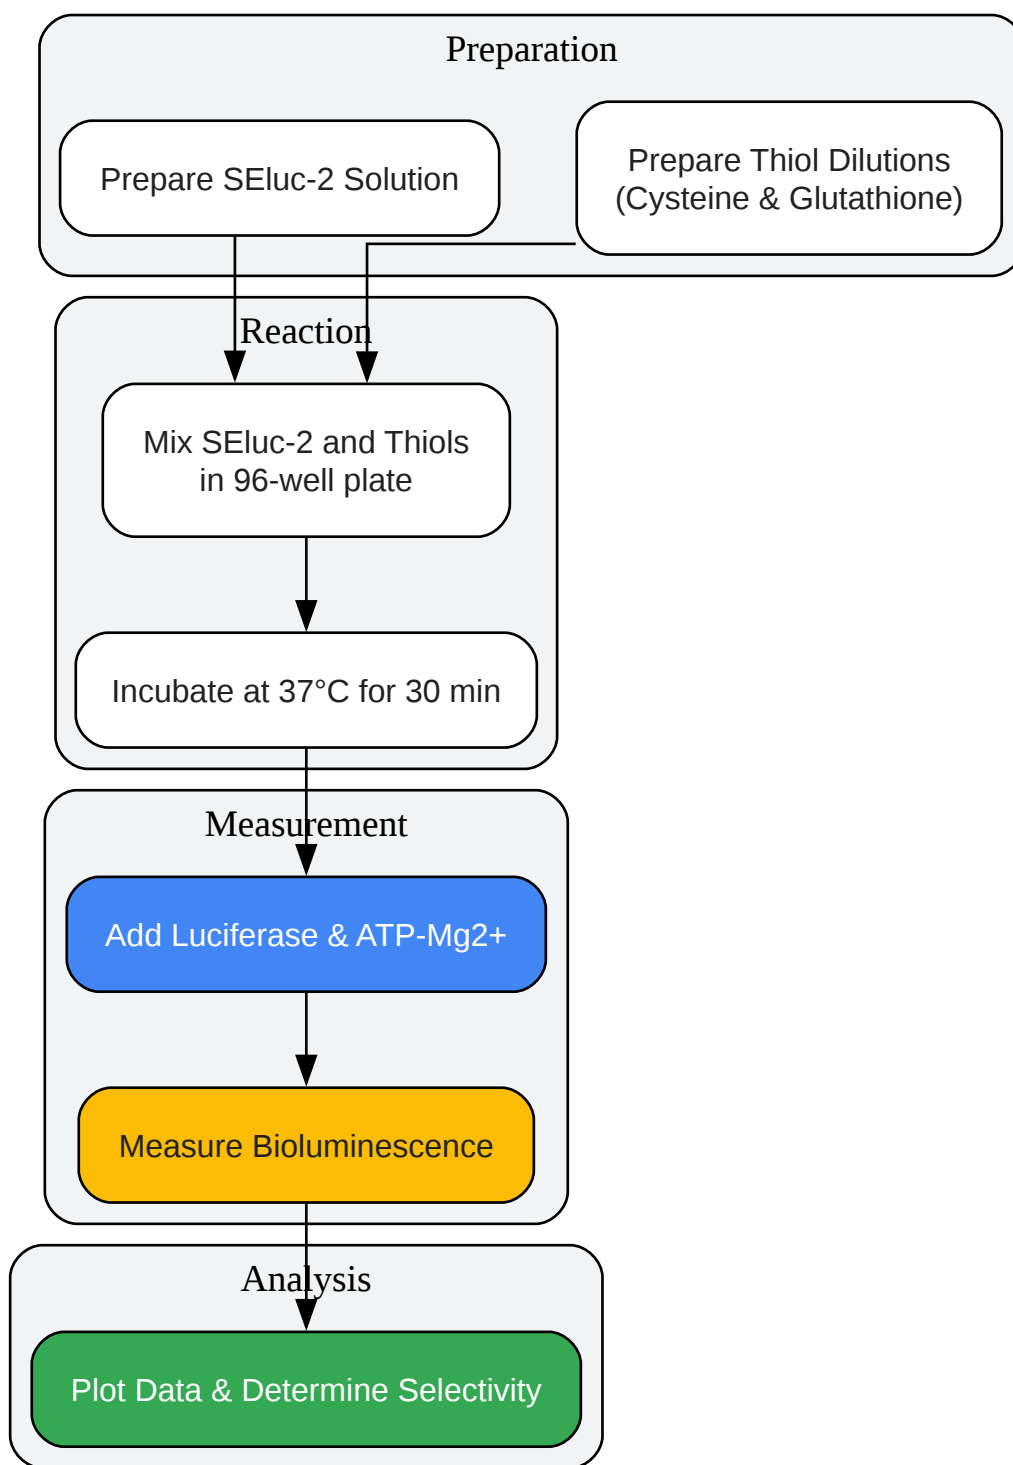 Preparation
Prepare SEluc-2 Solution
Prepare Thiol Dilutions
(Cysteine & Glutathione)
Reaction
Mix SEluc-2 and Thiols
in 96-well plate
Incubate at 37°C for 30 min
Measurement
Add Luciferase & ATP-Mg2+
Measure Bioluminescence
Analysis
Plot Data & Determine Selectivity